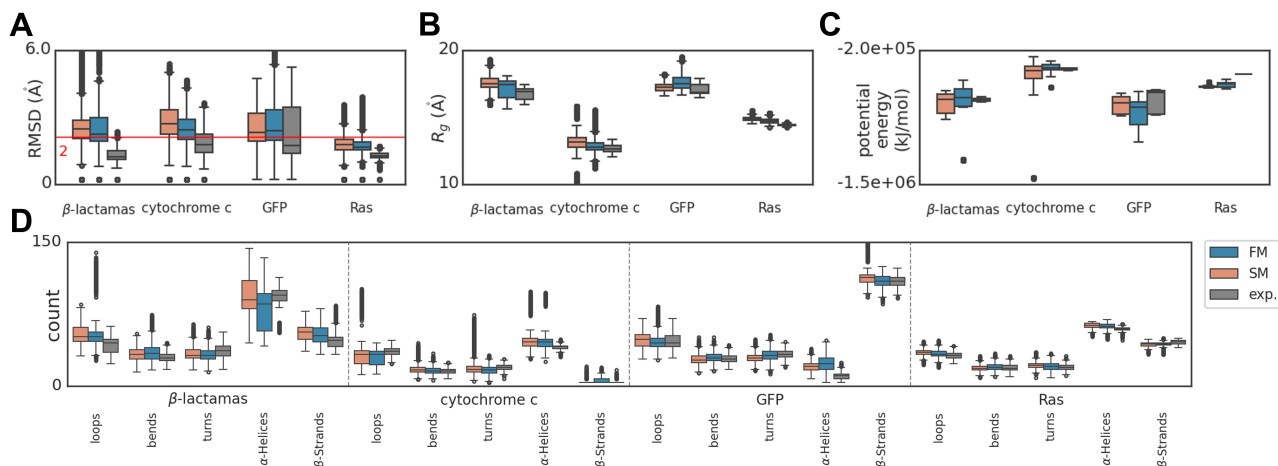 A
6.0
RMSD (Å)
2
0
β-lactamas cytochrome c GFP Ras
B
20
Rg (Å)
10
β-lactamas cytochrome c GFP Ras
C
-2.0e+05
potential
energy
(kJ/mol)
-1.5e+06
β-lactamas cytochrome c GFP Ras
D
150
count
0
β-lactamas cytochrome c GFP Ras
loops bends turns α-Helices β-Strands loops bends turns α-Helices β-Strands loops bends turns α-Helices β-Strands loops bends turns α-Helices β-Strands
FM
SM
exp.